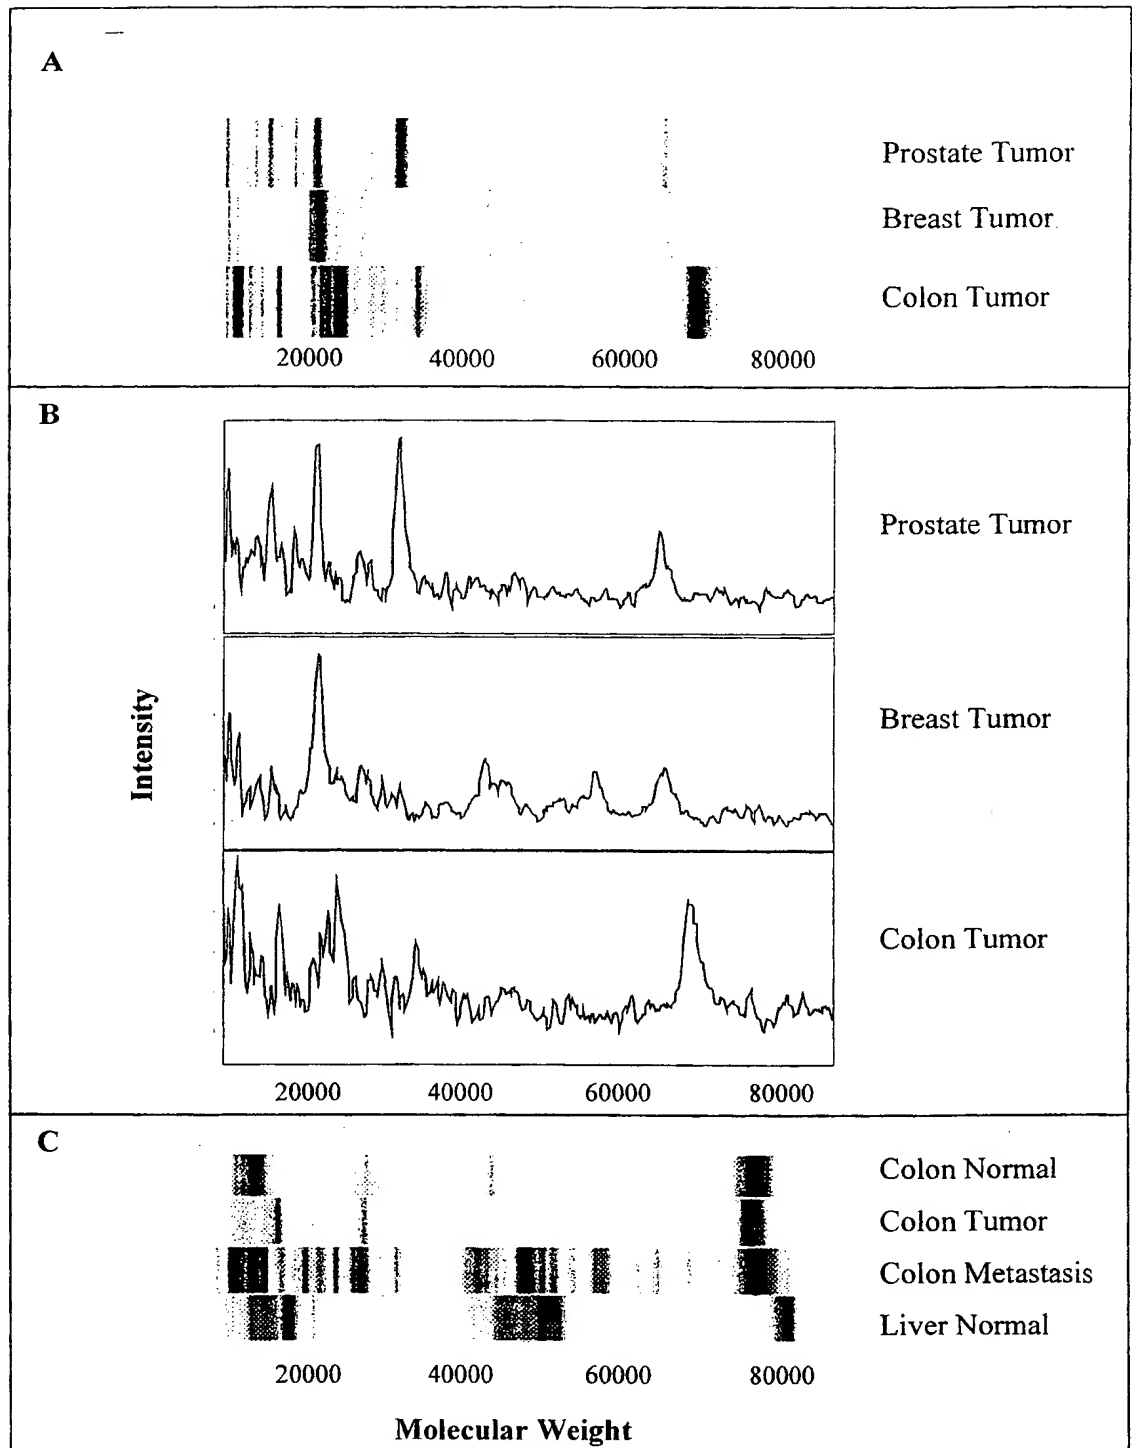 A
Prostate Tumor
Breast Tumor
Colon Tumor
20000 40000 60000 80000
B
Prostate Tumor
Breast Tumor
Colon Tumor
Intensity
20000 40000 60000 80000
C
Colon Normal
Colon Tumor
Colon Metastasis
Liver Normal
20000 40000 60000 80000
Molecular Weight